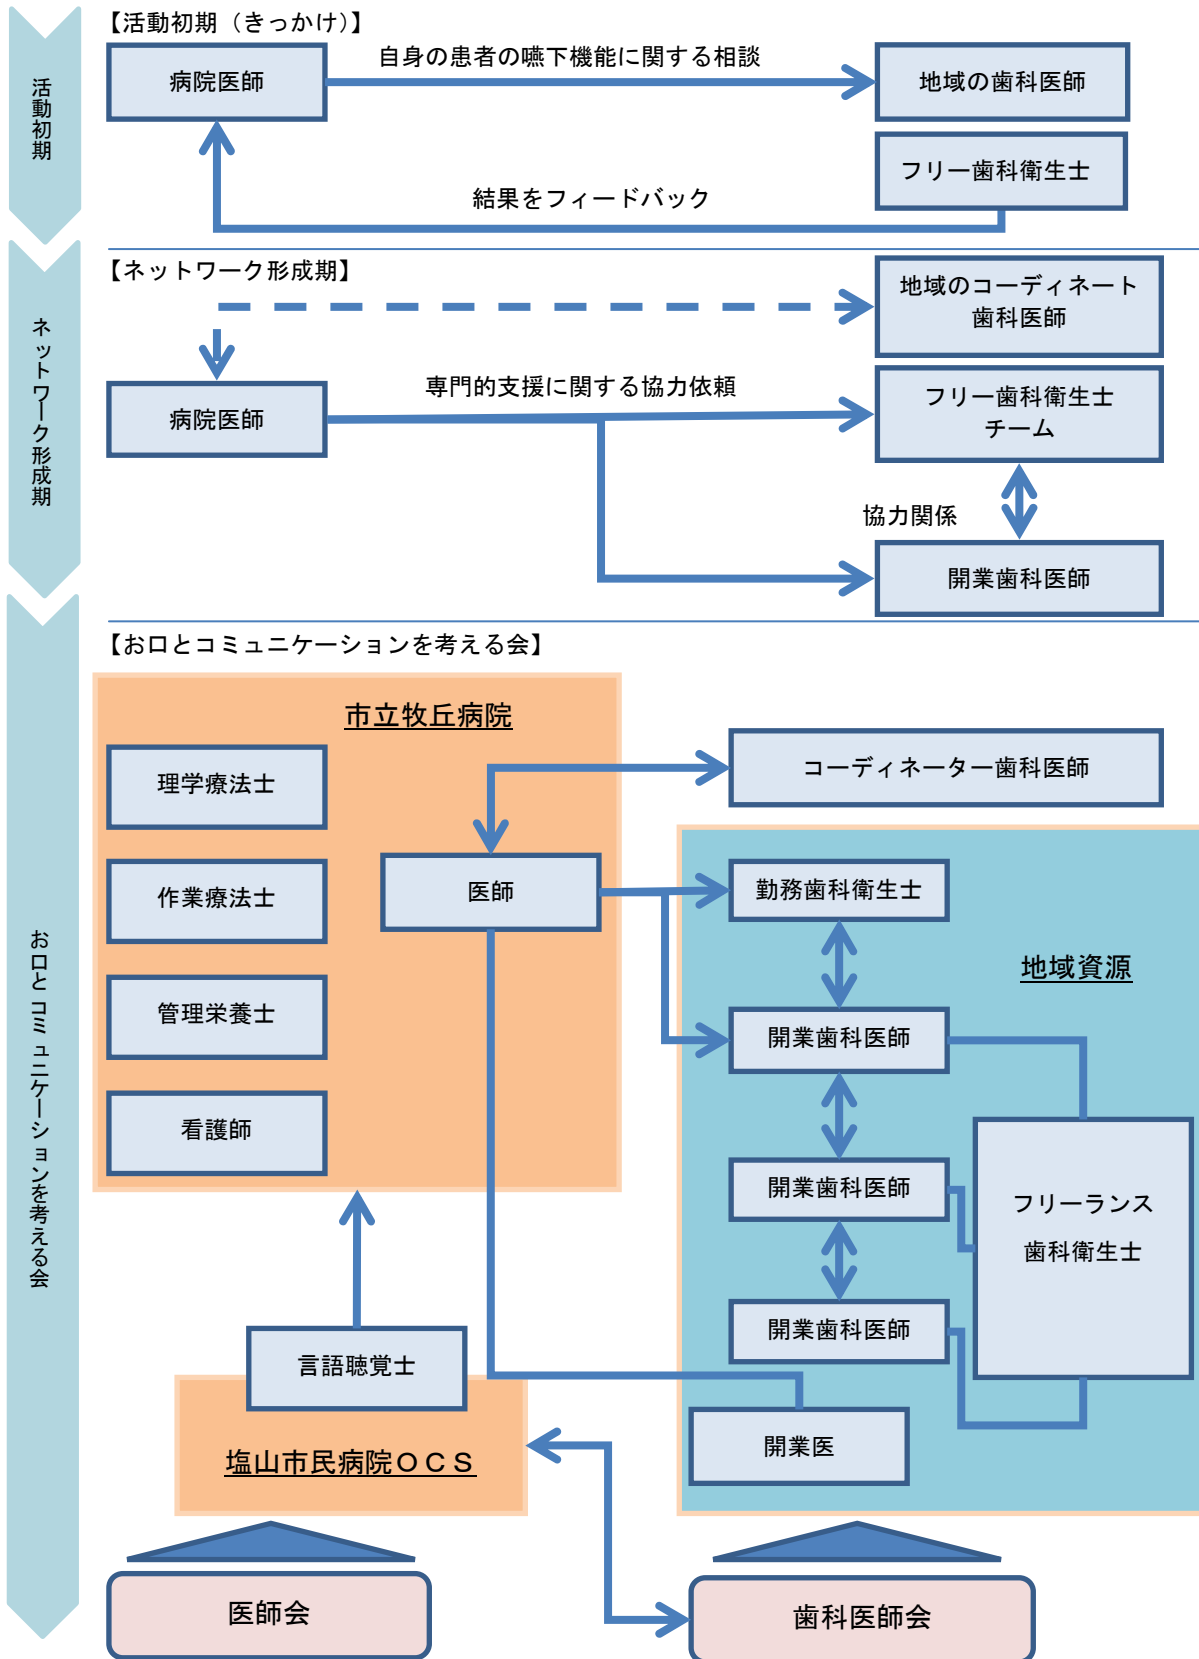 【活動初期（きっかけ）】
活動初期
病院医師
自身の患者の嚥下機能に関する相談
地域の歯科医師
フリー歯科衛生士
結果をフィードバック
【ネットワーク形成期】
ネットワーク形成期
地域のコーディネート
歯科医師
病院医師
専門的支援に関する協力依頼
フリー歯科衛生士
チーム
協力関係
開業歯科医師
【お口とコミュニケーションを考える会】
お口とコミュニケーションを考える会
市立牧丘病院
理学療法士
作業療法士
管理栄養士
看護師
医師
コーディネーター歯科医師
勤務歯科衛生士
地域資源
開業歯科医師
開業歯科医師
開業歯科医師
フリーランス
歯科衛生士
開業医
言語聴覚士
塩山市民病院ＯＣＳ
医師会
歯科医師会